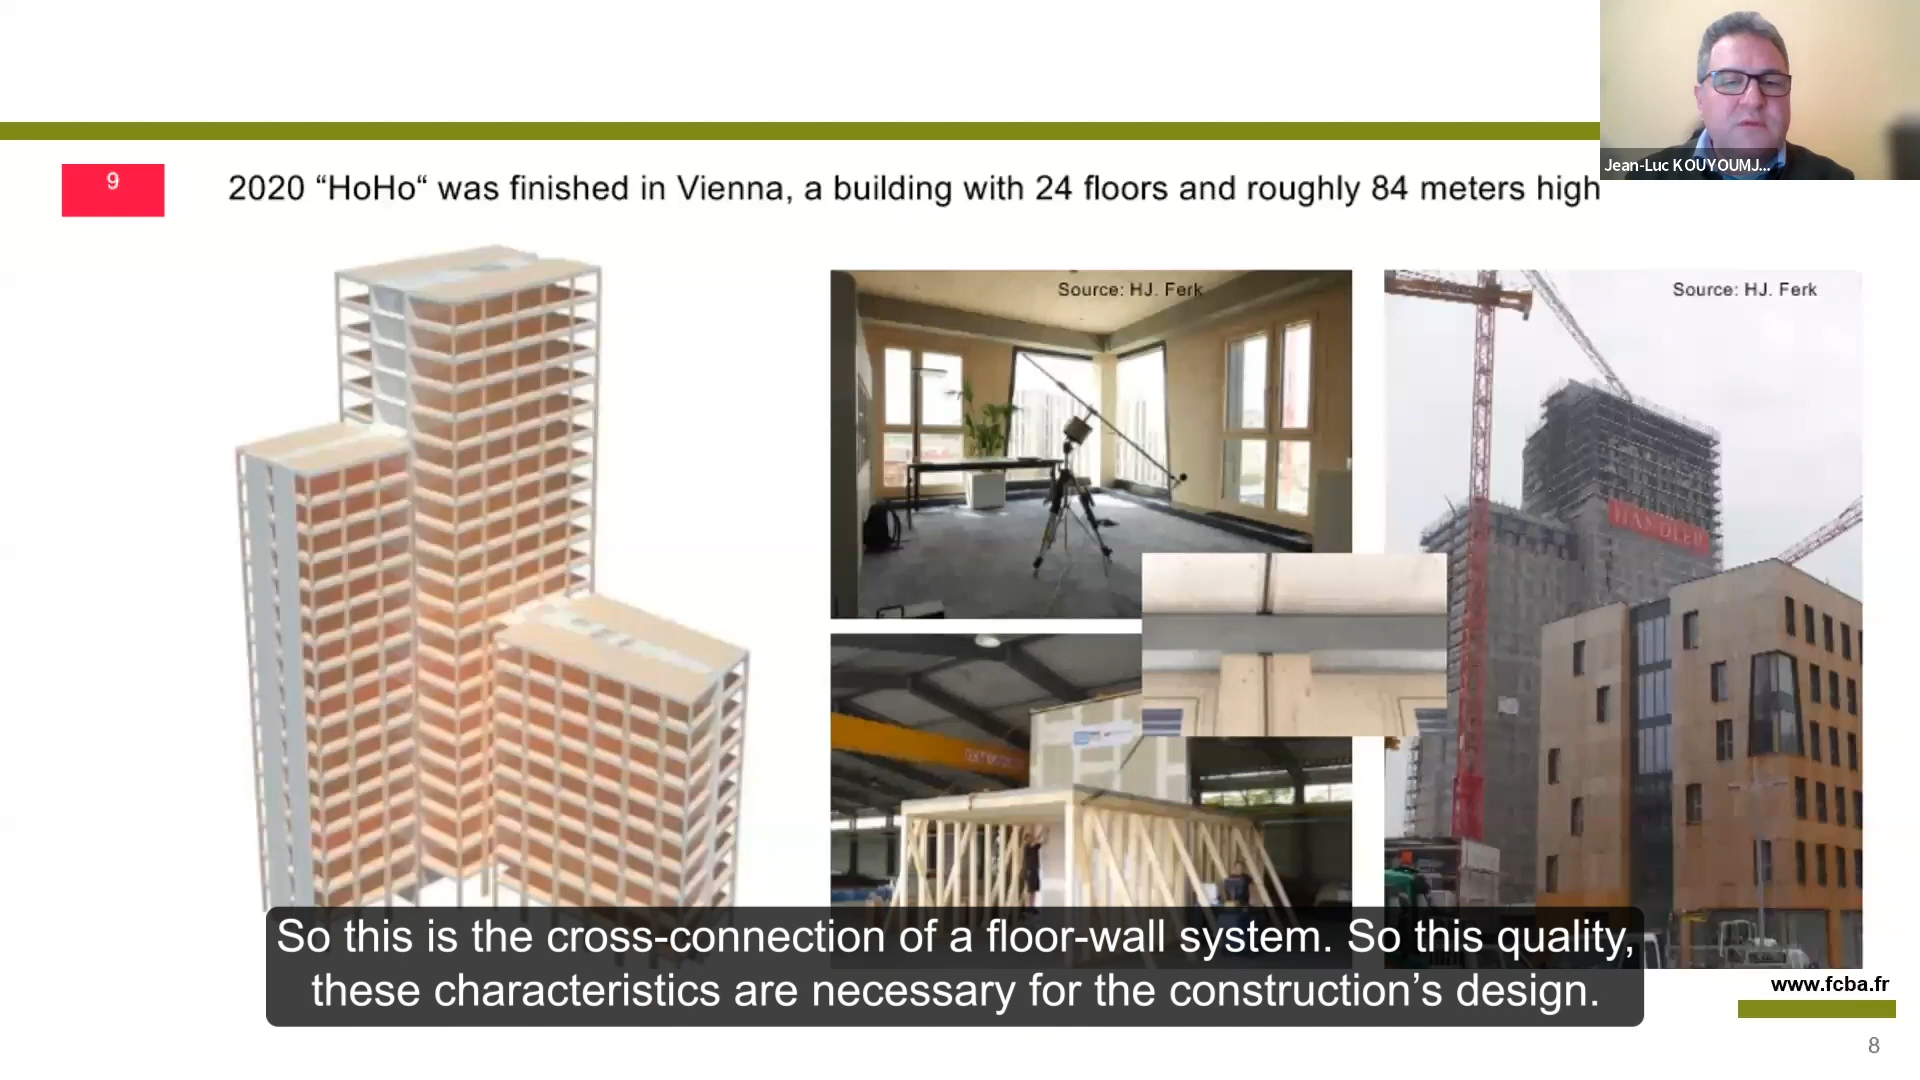 Jean-Luc KOUYOUMJ...
9
2020 “HoHo“ was finished in Vienna, a building with 24 floors and roughly 84 meters high
Source: HJ. Ferk
Source: HJ. Ferk
HANDLER
So this is the cross-connection of a floor-wall system. So this quality,
these characteristics are necessary for the construction’s design.
www.fcba.fr
8